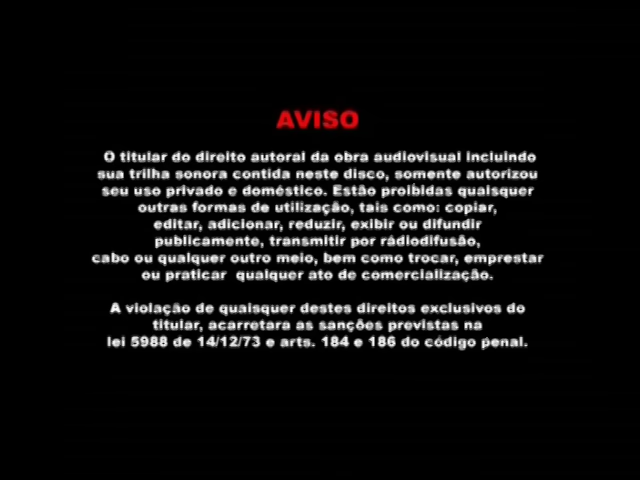 AVISO
O titular do direito autoral da obra audiovisual incluindo
sua trilha sonora contida neste disco, somente autorizou
seu uso privado e doméstico. Estão proibidas quaisquer
outras formas de utilização, tais como: copiar,
editar, adicionar, reduzir, exibir ou difundir
publicamente, transmitir por rádiodifusão,
cabo ou qualquer outro meio, bem como trocar, emprestar
ou praticar qualquer ato de comercialização.
A violação de quaisquer destes direitos exclusivos do
titular, acarretara as sanções previstas na
lei 5988 de 14/12/73 e arts. 184 e 186 do código penal.